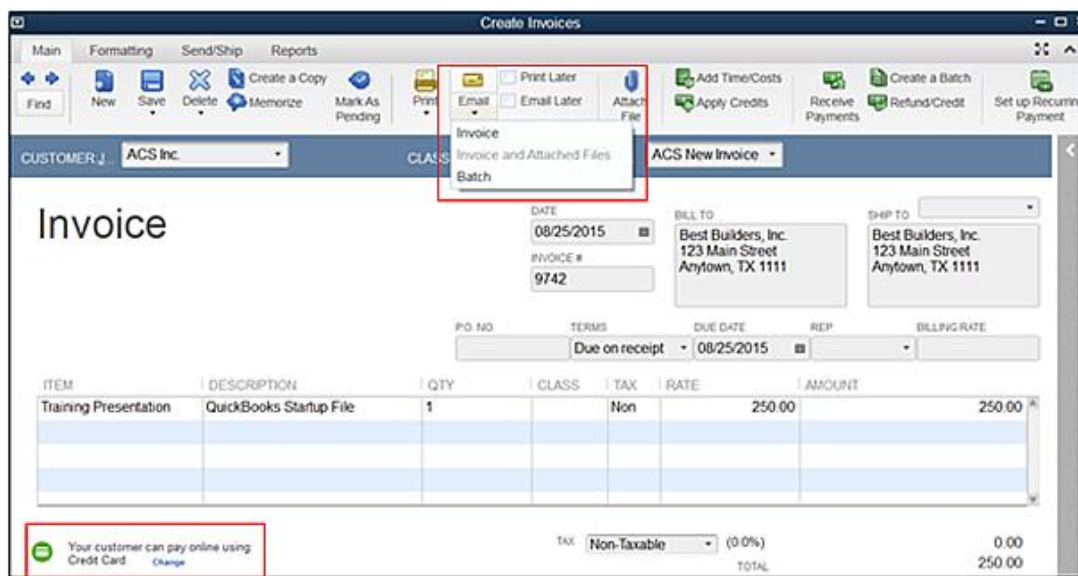 Create Invoices
Main Formatting Send/Ship Reports
Find New Save Delete Create a Copy Memorize Mark As Pending Print Email Print Later Email Later Attach File Add Time/Costs Apply Credits Receive Payments Create a Batch Refund/Credit Set up Recurring Payment
CUSTOMER:J... ACS Inc. CLASS ACS New Invoice
Invoice
Invoice and Attached Files
Batch
Invoice
DATE
08/25/2015
INVOICE #
9742
BILL TO
Best Builders, Inc.
123 Main Street
Anytown, TX 1111
SHIP TO
Best Builders, Inc.
123 Main Street
Anytown, TX 1111
P.O. NO. TERMS DUE DATE REP BILLING RATE
Due on receipt 08/25/2015
ITEM DESCRIPTION QTY CLASS TAX RATE AMOUNT
Training Presentation QuickBooks Startup File 1 Non 250.00 250.00
Your customer can pay online using
Credit Card Change
TAX Non-Taxable (0.0%) 0.00
TOTAL 250.00